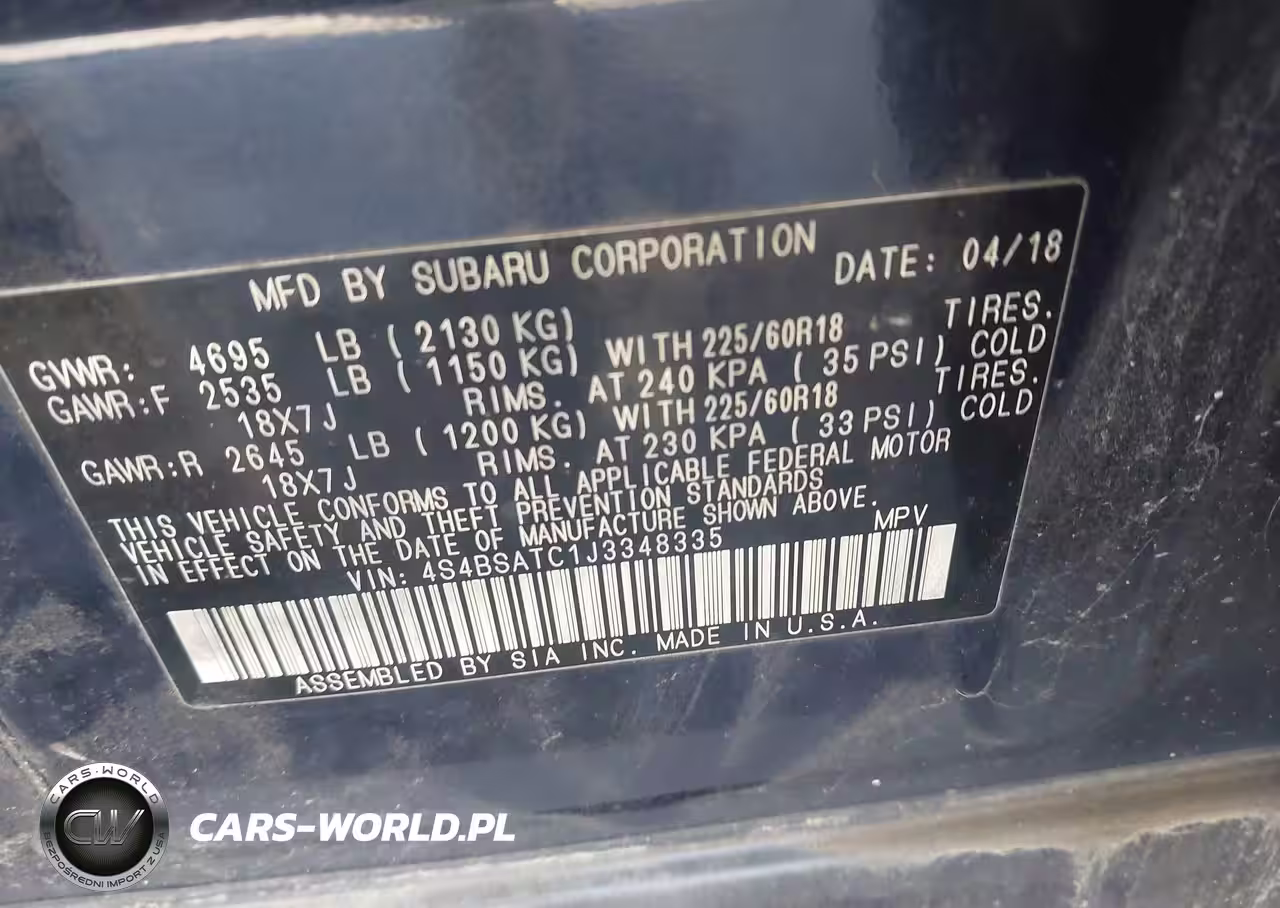 MFD BY SUBARU CORPORATION DATE: 04/18
GVWR: 4695 LB ( 2130 KG)
GAWR:F 2535 LB ( 1150 KG) WITH 225/60R18 TIRES.
18X7J RIMS. AT 240 KPA ( 35 PSI) COLD
GAWR:R 2645 LB ( 1200 KG) WITH 225/60R18 TIRES.
18X7J RIMS. AT 230 KPA ( 33 PSI) COLD
THIS VEHICLE CONFORMS TO ALL APPLICABLE FEDERAL MOTOR
VEHICLE SAFETY AND THEFT PREVENTION STANDARDS
IN EFFECT ON THE DATE OF MANUFACTURE SHOWN ABOVE.
VIN: 4S4BSATC1J3348335 MPV
ASSEMBLED BY SIA INC. MADE IN U.S.A.
CARS-WORLD
CW
BEZPOŚREDNI IMPORT Z USA
CARS-WORLD.PL